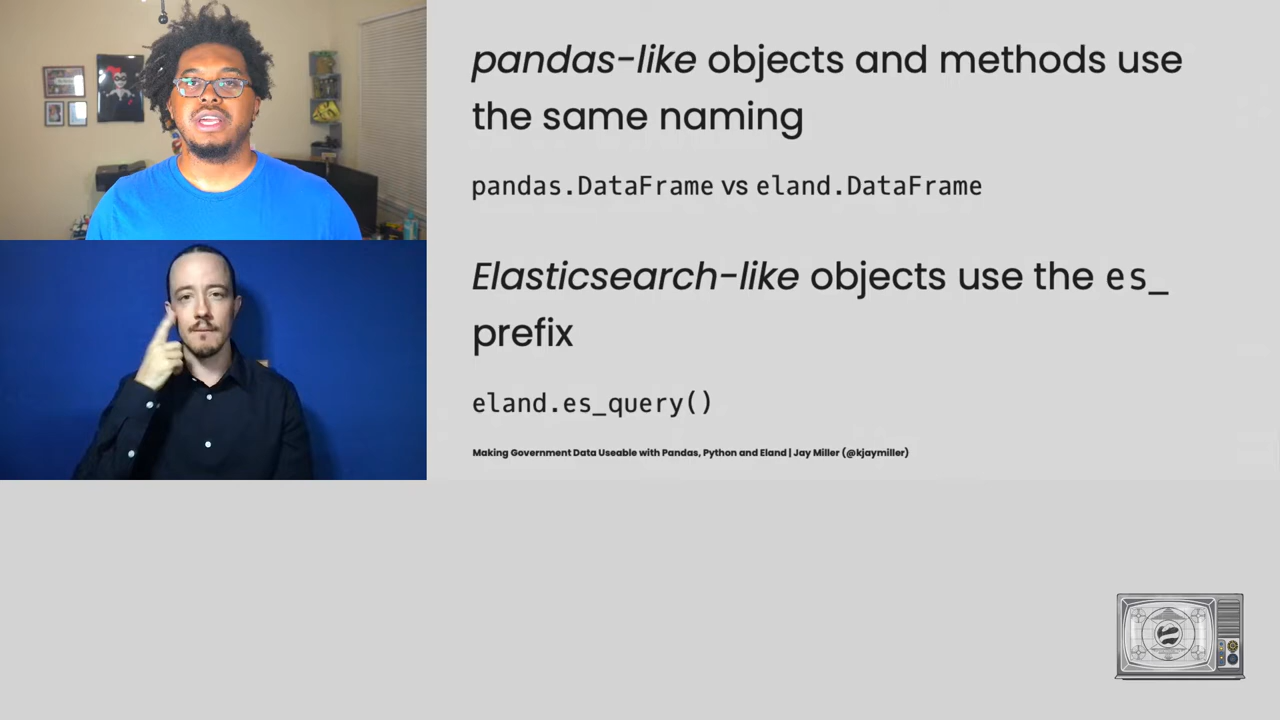 pandas-like objects and methods use
the same naming
pandas.DataFrame vs eland.DataFrame
Elasticsearch-like objects use the es_
prefix
eland.es_query()
Making Government Data Useable with Pandas, Python and Eland | Jay Miller (@kjaymiller)